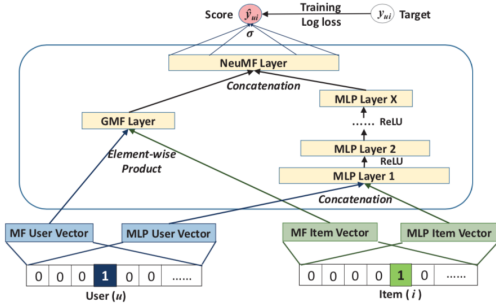 Score ŷui Training yui Target
Log loss
σ
NeuMF Layer
Concatenation
MLP Layer X
ReLU
......
GMF Layer
MLP Layer 2
Element-wise
Product
ReLU
MLP Layer 1
Concatenation
MF User Vector MLP User Vector MF Item Vector MLP Item Vector
0 0 0 1 0 0 ...... 0 0 0 0 1 0 ......
User (u) Item ( i )